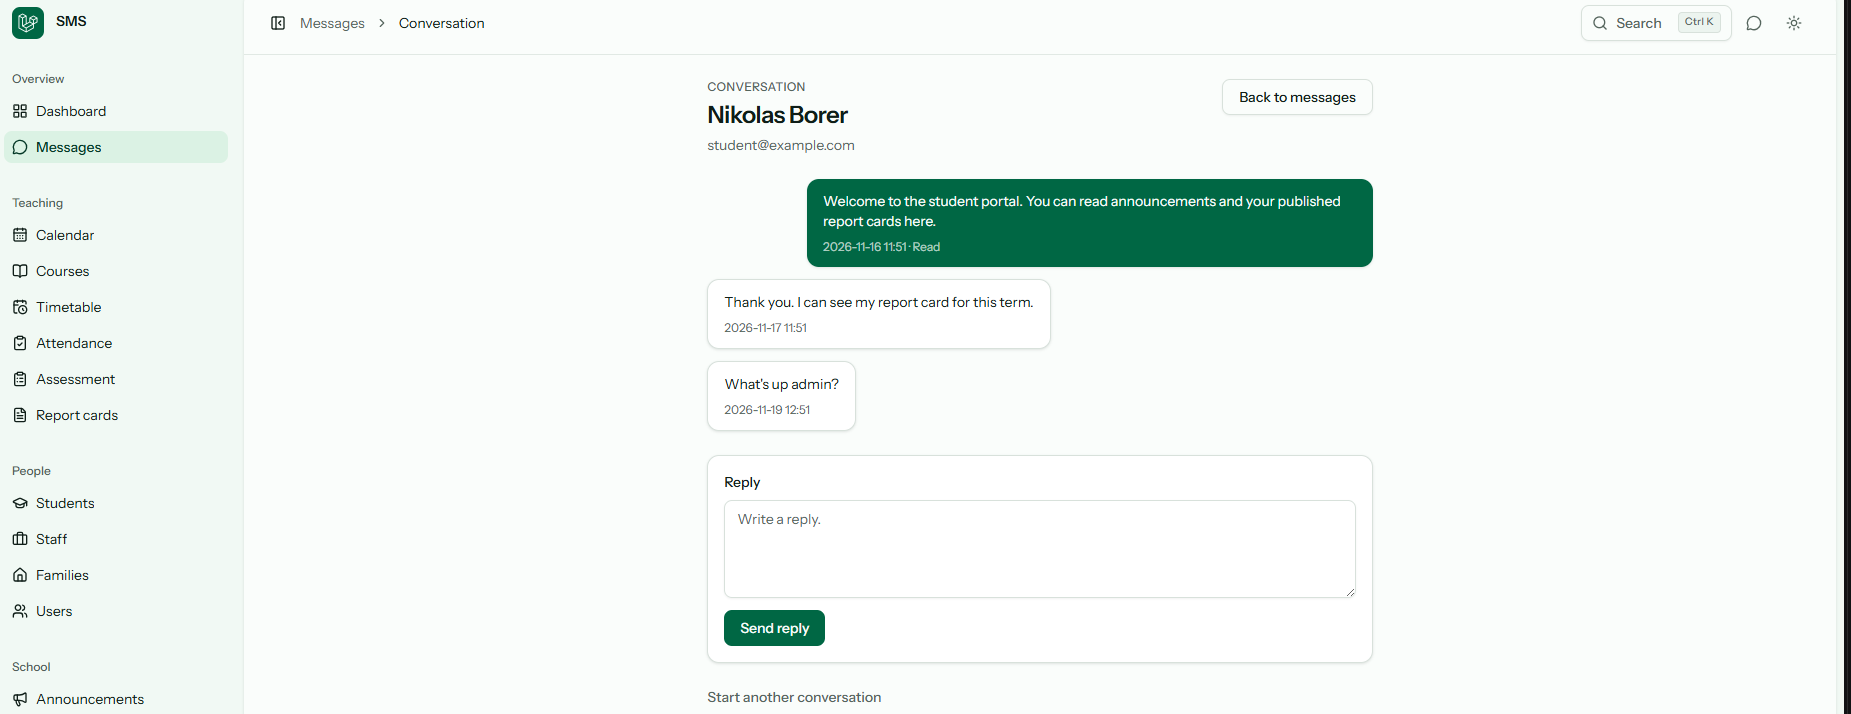 SMS
Messages
Conversation
Search
Ctrl K
Overview
Dashboard
Messages
Teaching
Calendar
Courses
Timetable
Attendance
Assessment
Report cards
People
Students
Staff
Families
Users
School
Announcements
CONVERSATION
Nikolas Borer
student@example.com
Back to messages
Welcome to the student portal. You can read announcements and your published
report cards here.
2026-11-16 11:51 · Read
Thank you. I can see my report card for this term.
2026-11-17 11:51
What's up admin?
2026-11-19 12:51
Reply
Write a reply.
Send reply
Start another conversation